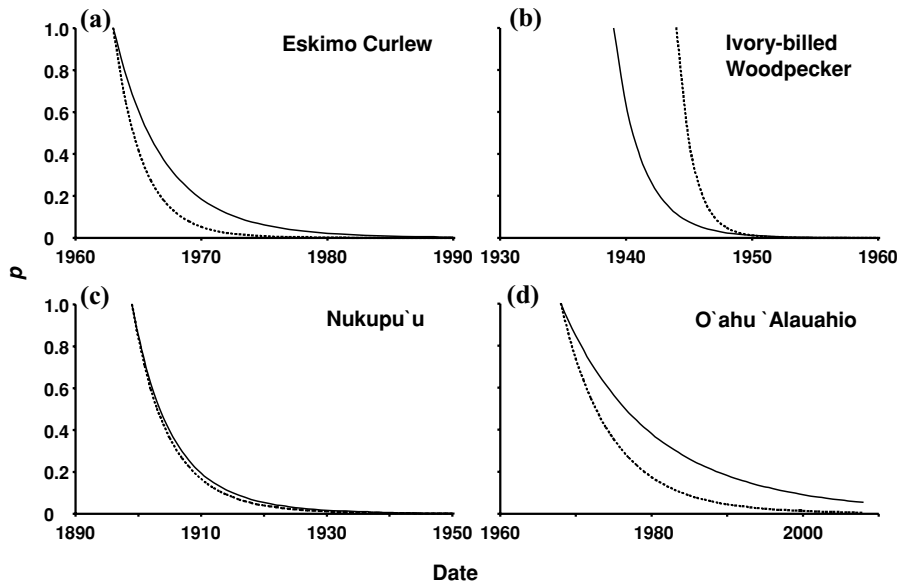 (a)
Eskimo Curlew
1.0
0.8
0.6
0.4
0.2
0
1960 1970 1980 1990
(b)
Ivory-billed
Woodpecker
1930 1940 1950 1960
p
(c)
Nukupu`u
1.0
0.8
0.6
0.4
0.2
0
1890 1910 1930 1950
(d)
O`ahu `Alauahio
1960 1980 2000
Date